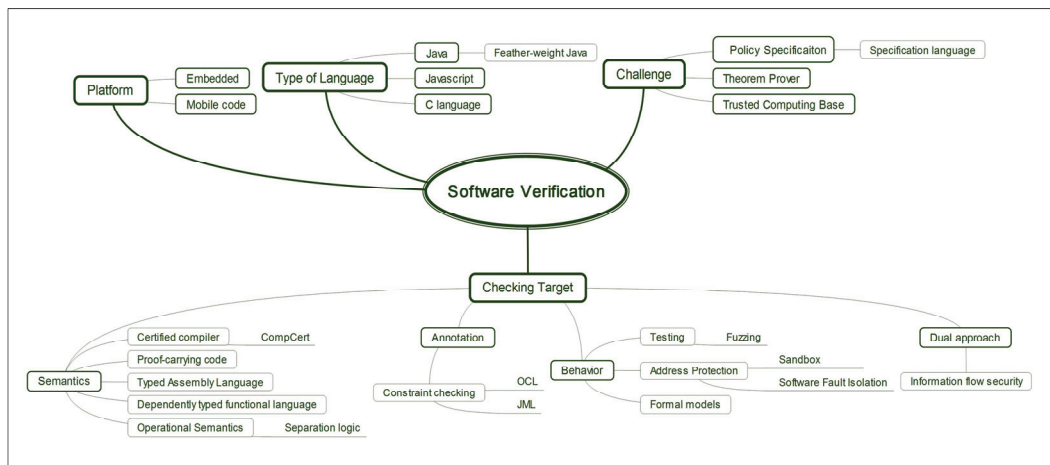 Platform
Embedded
Mobile code
Type of Language
Java
Feather-weight Java
Javascript
C language
Challenge
Policy Specificaiton
Specification language
Theorem Prover
Trusted Computing Base
Software Verification
Checking Target
Semantics
Certified compiler
CompCert
Proof-carrying code
Typed Assembly Language
Dependently typed functional language
Operational Semantics
Separation logic
Annotation
Constraint checking
OCL
JML
Behavior
Testing
Fuzzing
Address Protection
Sandbox
Software Fault Isolation
Formal models
Dual approach
Information flow security